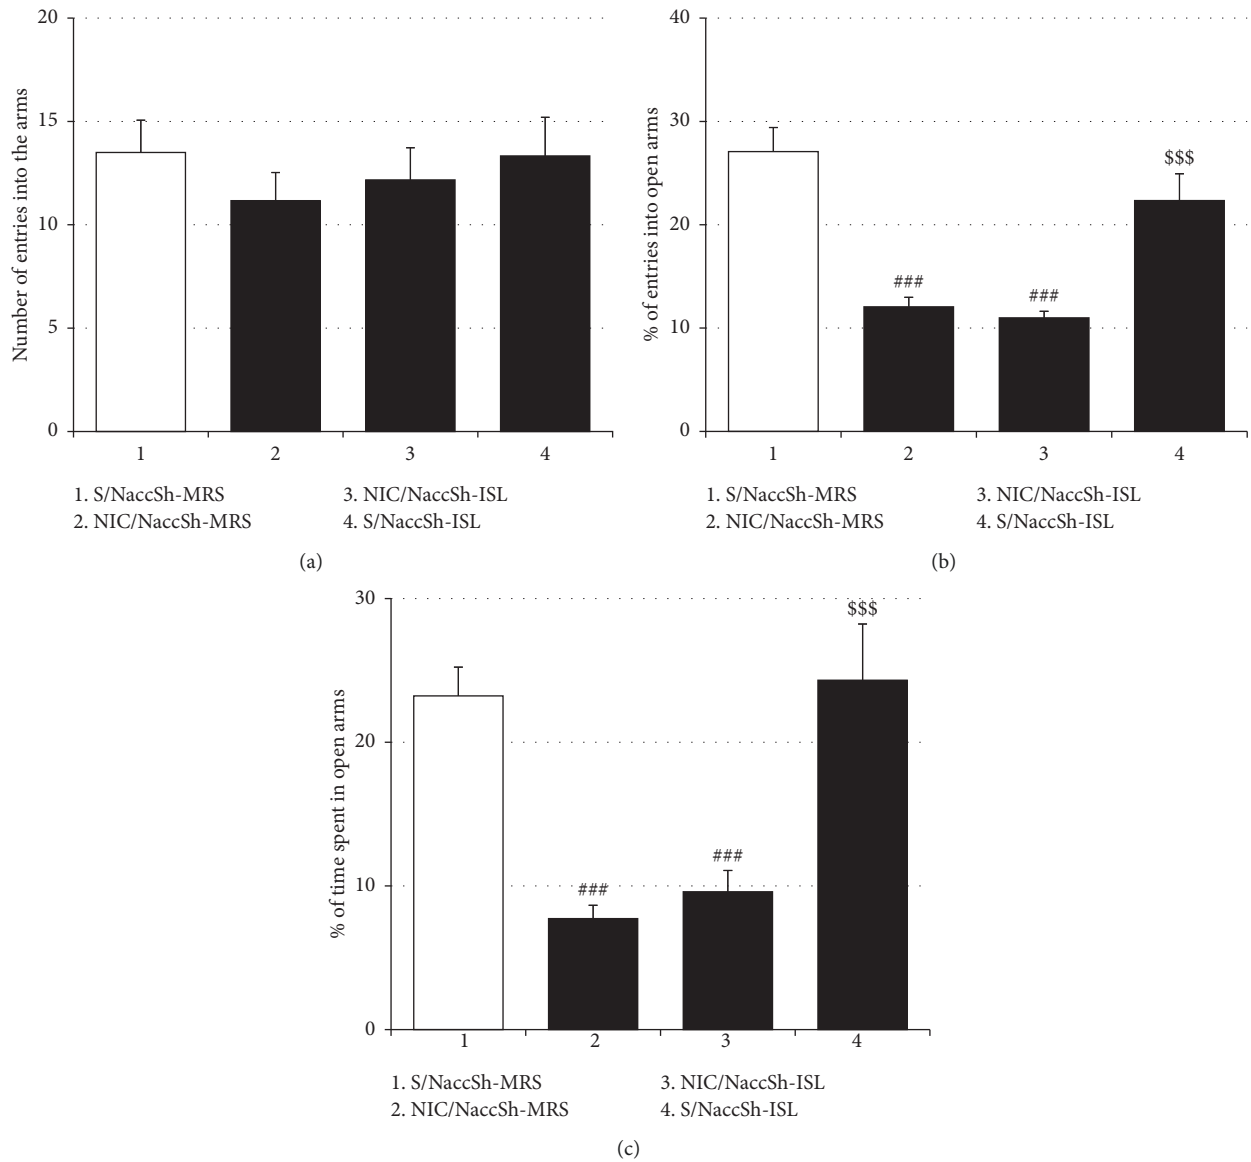 20
15
10
5
0
Number of entries into the arms
1 2 3 4
1. S/NaccSh-MRS 3. NIC/NaccSh-ISL
2. NIC/NaccSh-MRS 4. S/NaccSh-ISL
(a)
40
30
20
10
0
% of entries into open arms
###
###
$$$
1 2 3 4
1. S/NaccSh-MRS 3. NIC/NaccSh-ISL
2. NIC/NaccSh-MRS 4. S/NaccSh-ISL
(b)
30
20
10
0
% of time spent in open arms
###
###
$$$
1 2 3 4
1. S/NaccSh-MRS 3. NIC/NaccSh-ISL
2. NIC/NaccSh-MRS 4. S/NaccSh-ISL
(c)